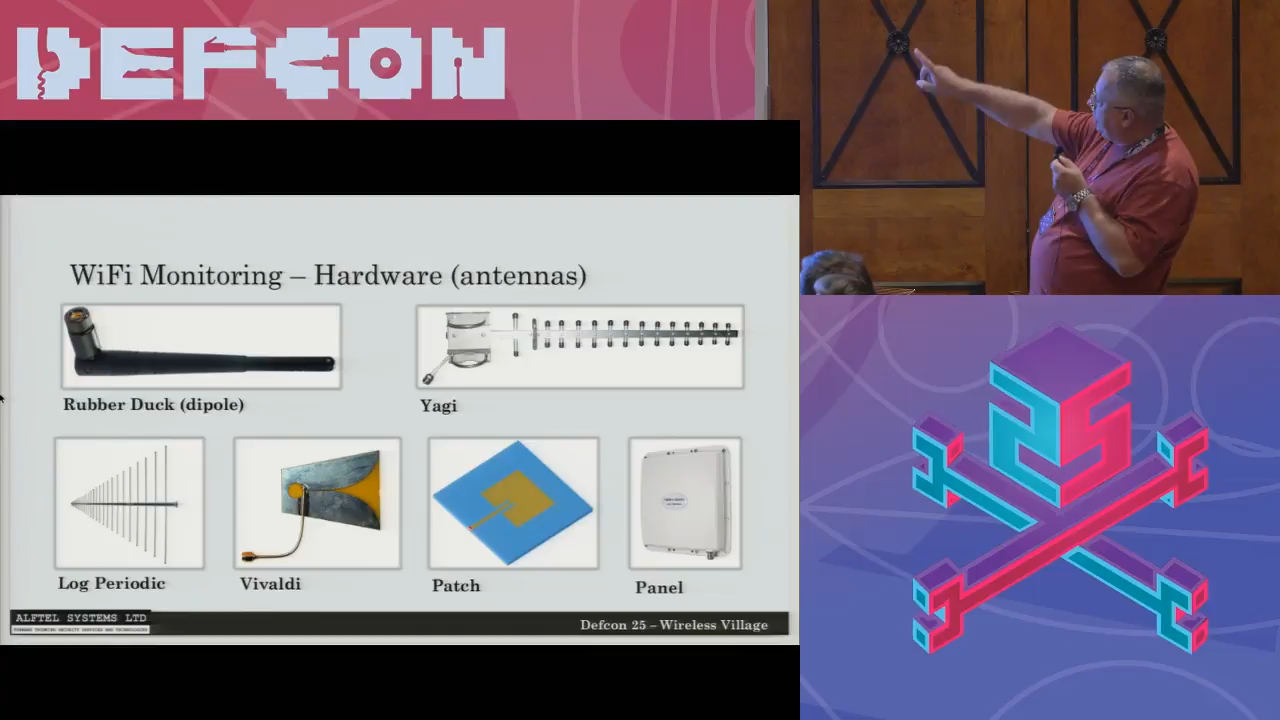 DEFCON
WiFi Monitoring – Hardware (antennas)
Rubber Duck (dipole)
Yagi
Log Periodic
Vivaldi
Patch
Panel
ALFTEL SYSTEMS LTD
Defcon 25 – Wireless Village
25